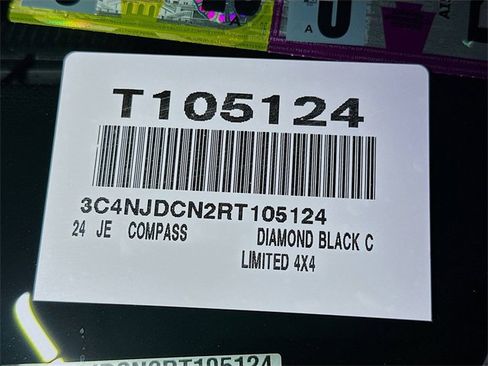 T105124
3C4NJDCN2RT105124
24 JE COMPASS DIAMOND BLACK C
LIMITED 4X4